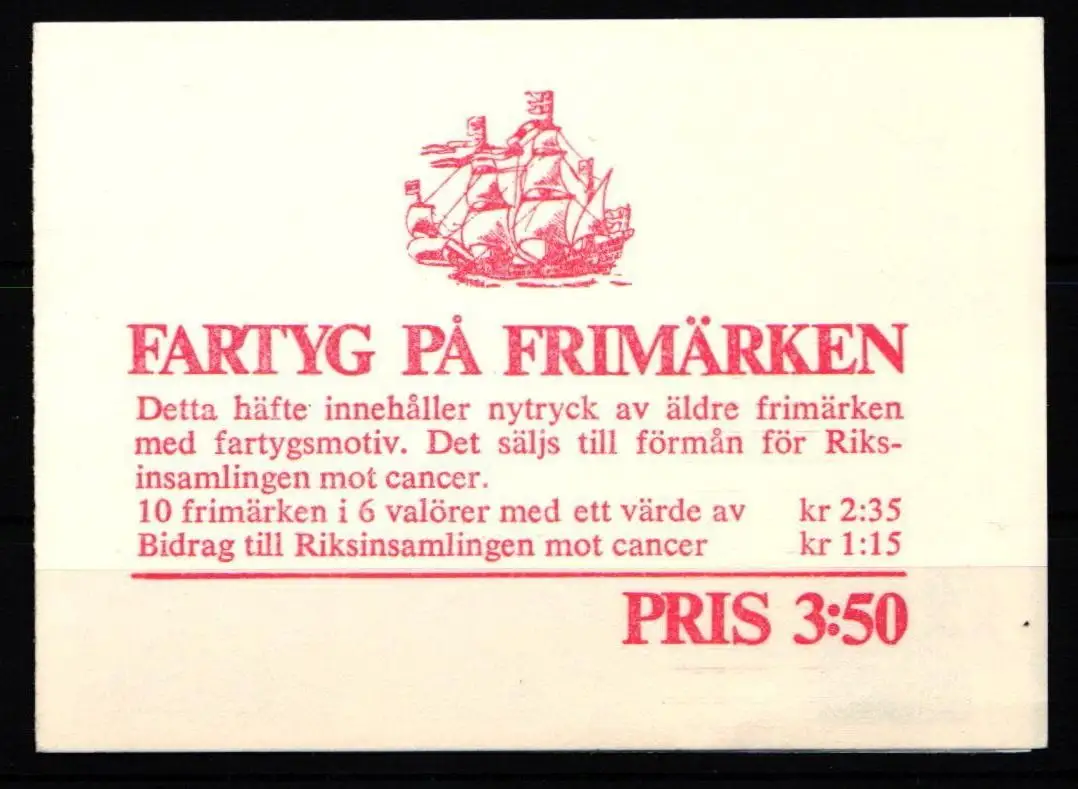 FARTYG PÅ FRIMÄRKEN
Detta häfte innehåller nytryck av äldre frimärken
med fartygsmotiv. Det säljs till förmån för Riks-
insamlingen mot cancer.
10 frimärken i 6 valörer med ett värde av kr 2:35
Bidrag till Riksinsamlingen mot cancer kr 1:15
PRIS 3:50